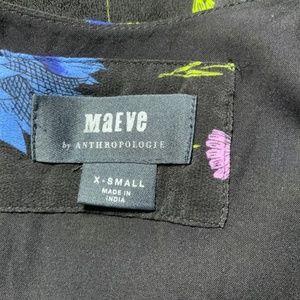 MAEVE
by ANTHROPOLOGIE
X-SMALL
MADE IN
INDIA